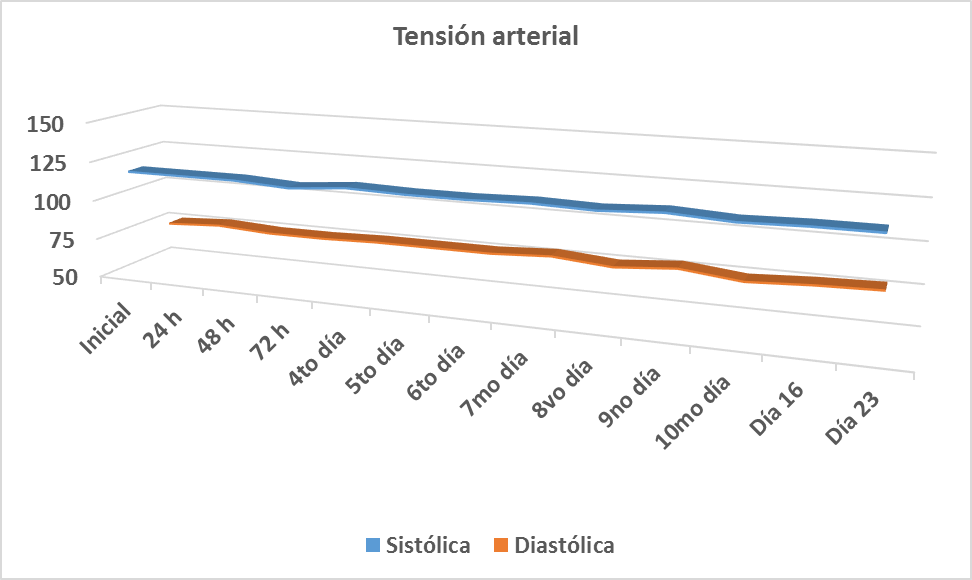 Tensión arterial
150
125
100
75
50
Inicial
24 h
48 h
72 h
4to día
5to día
6to día
7mo día
8vo día
9no día
10mo día
Día 16
Día 23
Sistólica Diastólica